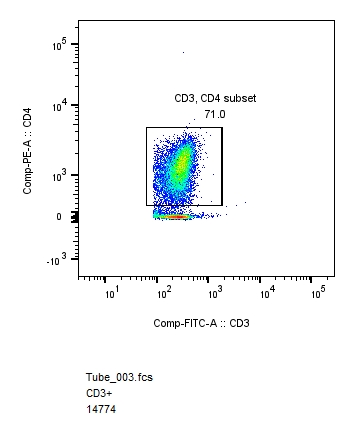 10^5
10^4
10^3
0
-10^3
Comp-PE-A :: CD4
CD3, CD4 subset
71.0
10^1 10^2 10^3 10^4 10^5
Comp-FITC-A :: CD3
Tube_003.fcs
CD3+
14774